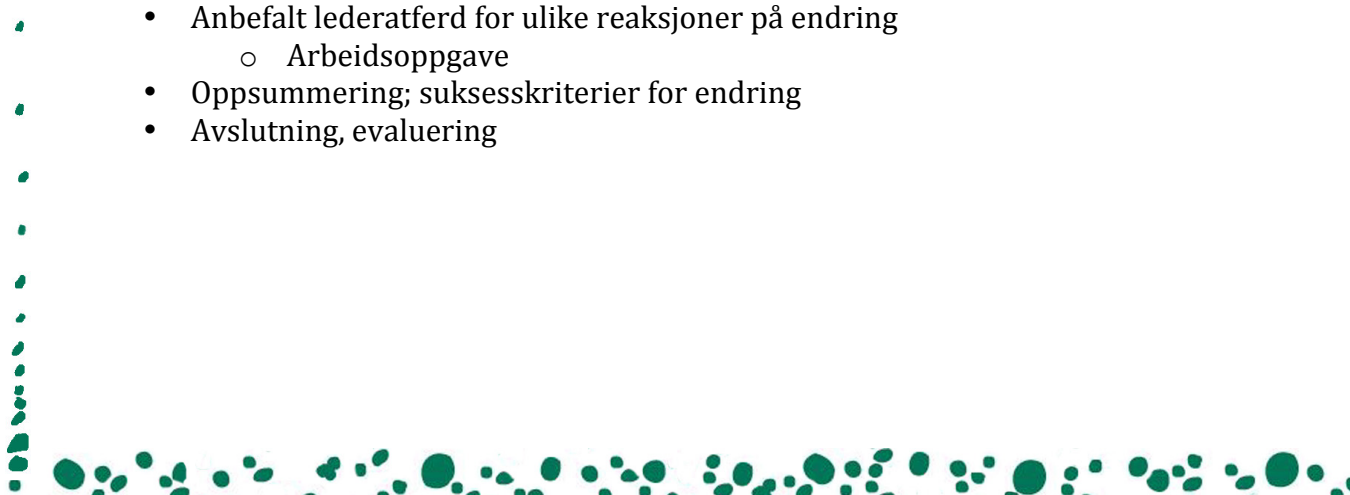 • Anbefalt lederatferd for ulike reaksjoner på endring
o Arbeidsoppgave
• Oppsummering; suksesskriterier for endring
• Avslutning, evaluering